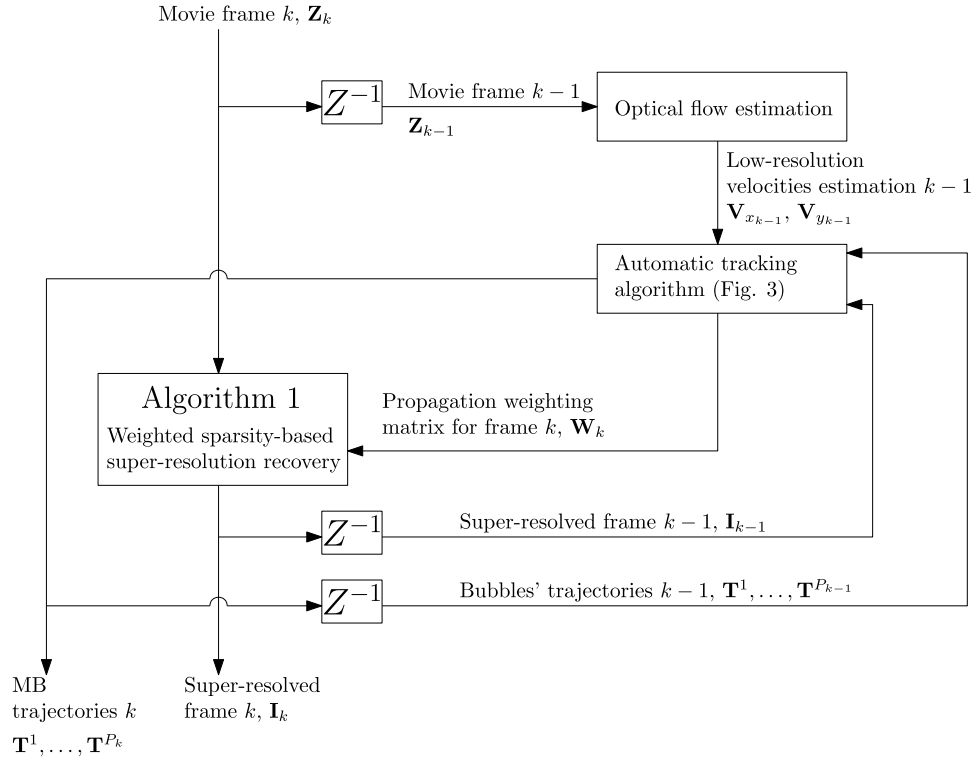 Movie frame k, Z_k
Z^{-1}
Movie frame k − 1
Z_{k−1}
Optical flow estimation
Low-resolution
velocities estimation k − 1
V_{x_{k−1}}, V_{y_{k−1}}
Automatic tracking
algorithm (Fig. 3)
Algorithm 1
Weighted sparsity-based
super-resolution recovery
Propagation weighting
matrix for frame k, W_k
Z^{-1}
Super-resolved frame k − 1, I_{k−1}
Z^{-1}
Bubbles' trajectories k − 1, T^1, . . . , T^{P_{k−1}}
MB
trajectories k
T^1, . . . , T^{P_k}
Super-resolved
frame k, I_k